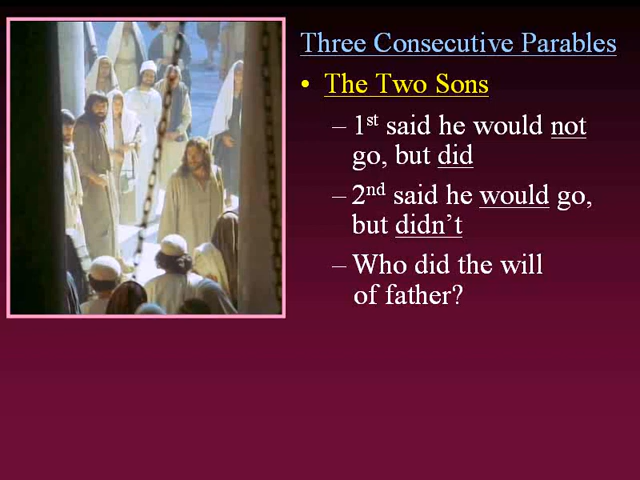 Three Consecutive Parables
• The Two Sons
– 1st said he would not
go, but did
– 2nd said he would go,
but didn't
– Who did the will
of father?